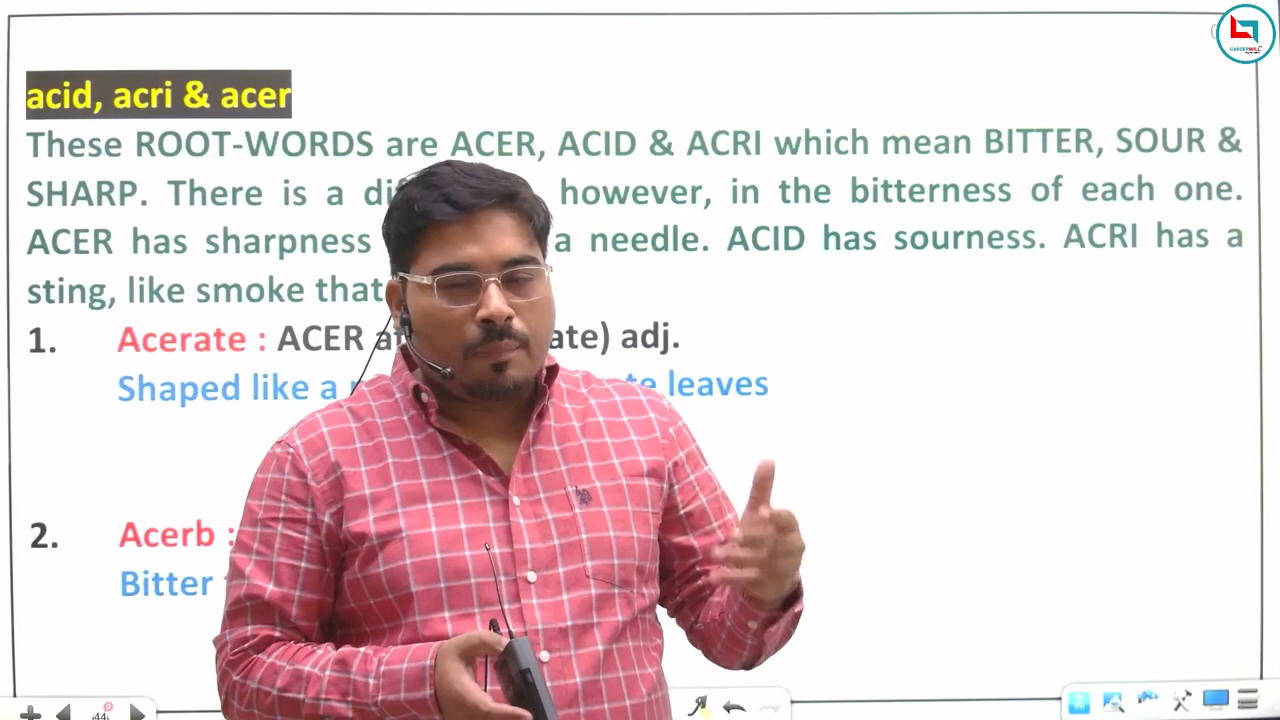 CAREERWILL
acid, acri & acer
These ROOT-WORDS are ACER, ACID & ACRI which mean BITTER, SOUR &
SHARP. There is a however, in the bitterness of each one.
ACER has sharpness a needle. ACID has sourness. ACRI has a
sting, like smoke that
1. Acerate : ACER ate) adj.
Shaped like a leaves
2. Acerb :
Bitter
44